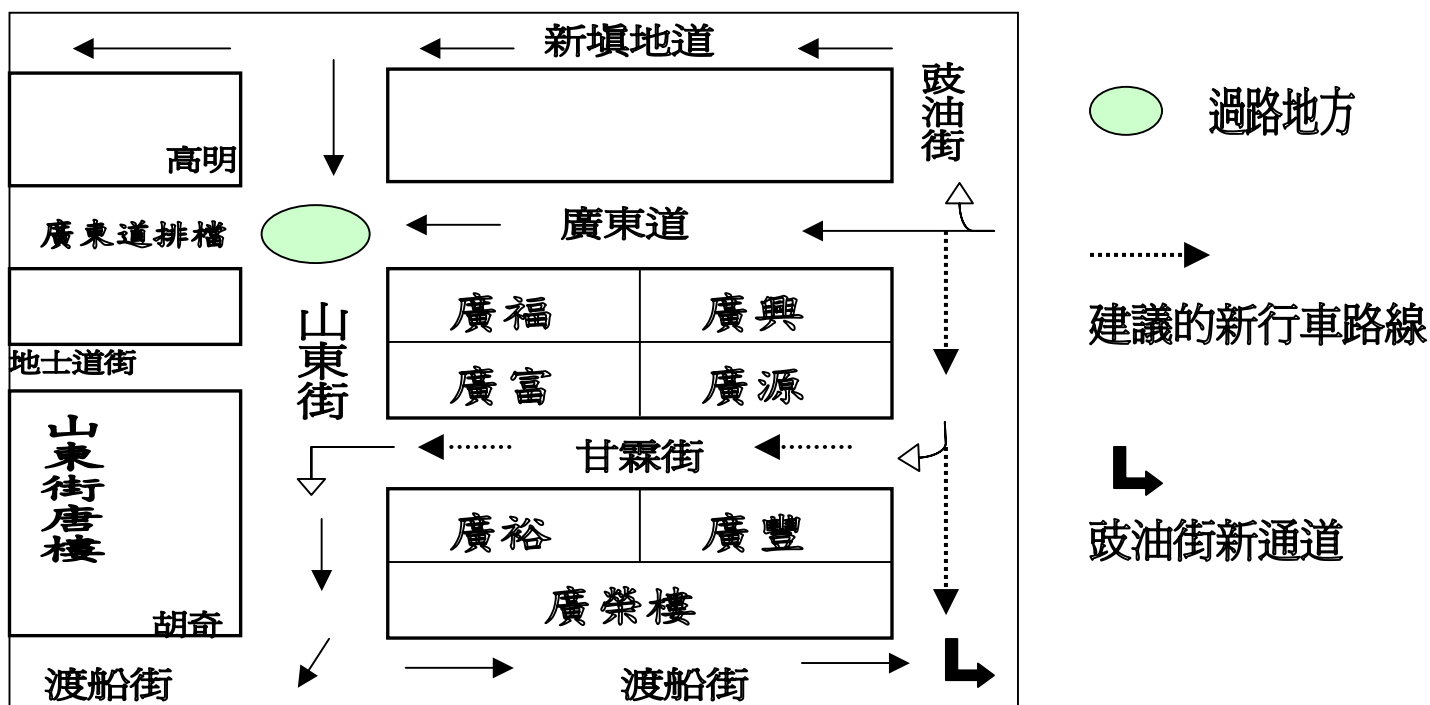 新塡地道
豉油街
過路地方
高明
廣東道排檔
廣東道
山東街
廣福
廣興
建議的新行車路線
地士道街
廣富
廣源
山東街唐樓
甘霖街
廣裕
廣豐
豉油街新通道
廣榮樓
胡奇
渡船街
渡船街